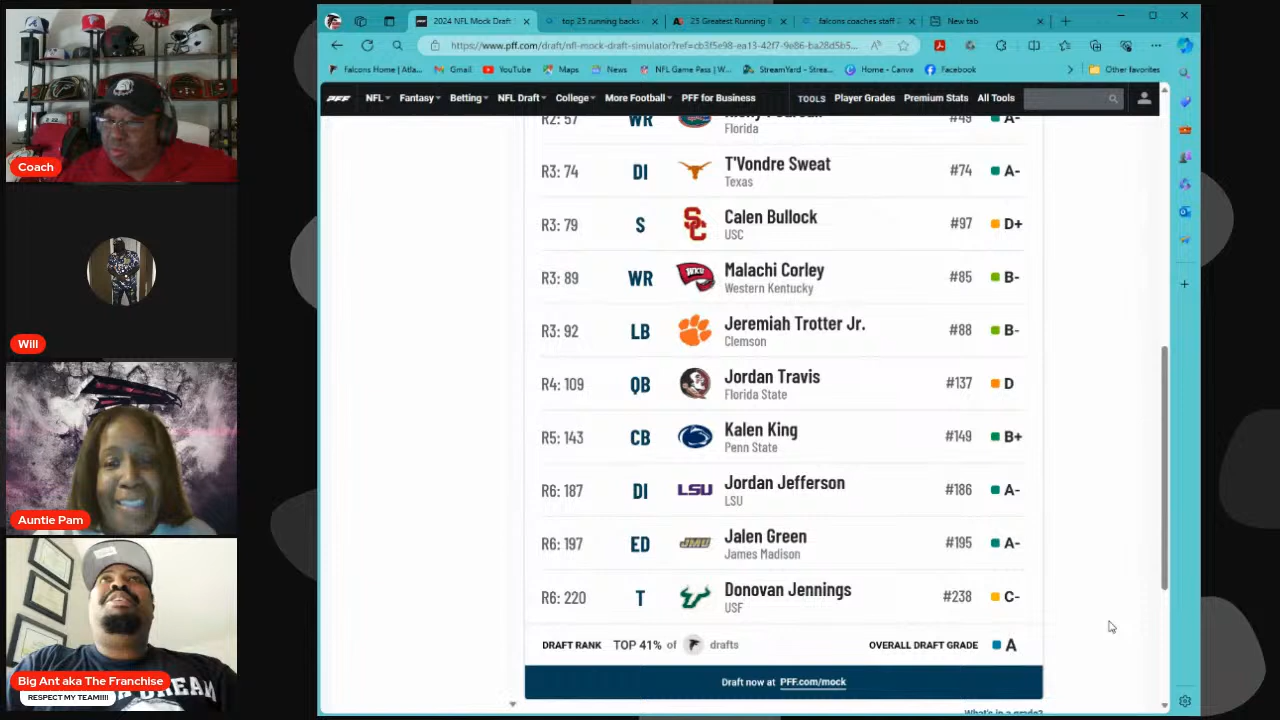 2024 NFL Mock Draft
top 25 running backs
25 Greatest Running B
falcons coaches staff 2
New tab
https://www.pff.com/draft/nfl-mock-draft-simulator?ref=cb3f5e98-ea13-42f7-9e86-ba28d5b5...
Falcons Home | Atla...
Gmail
YouTube
Maps
News
NFL Game Pass | W...
StreamYard - Strea...
Home - Canva
Facebook
Other favorites
PFF
NFL
Fantasy
Betting
NFL Draft
College
More Football
PFF for Business
TOOLS
Player Grades
Premium Stats
All Tools
R2: 57 WR #49 A-
Florida
R3: 74 DI T'Vondre Sweat #74 A-
Texas
R3: 79 S Calen Bullock #97 D+
USC
R3: 89 WR WKU Malachi Corley #85 B-
Western Kentucky
R3: 92 LB Jeremiah Trotter Jr. #88 B-
Clemson
R4: 109 QB Jordan Travis #137 D
Florida State
R5: 143 CB Kalen King #149 B+
Penn State
R6: 187 DI LSU Jordan Jefferson #186 A-
LSU
R6: 197 ED JMU Jalen Green #195 A-
James Madison
R6: 220 T Donovan Jennings #238 C-
USF
DRAFT RANK TOP 41% of drafts OVERALL DRAFT GRADE A
Draft now at PFF.com/mock
What's in a grade?
Coach
Will
Auntie Pam
Big Ant aka The Franchise
RESPECT MY TEAM!!!!!